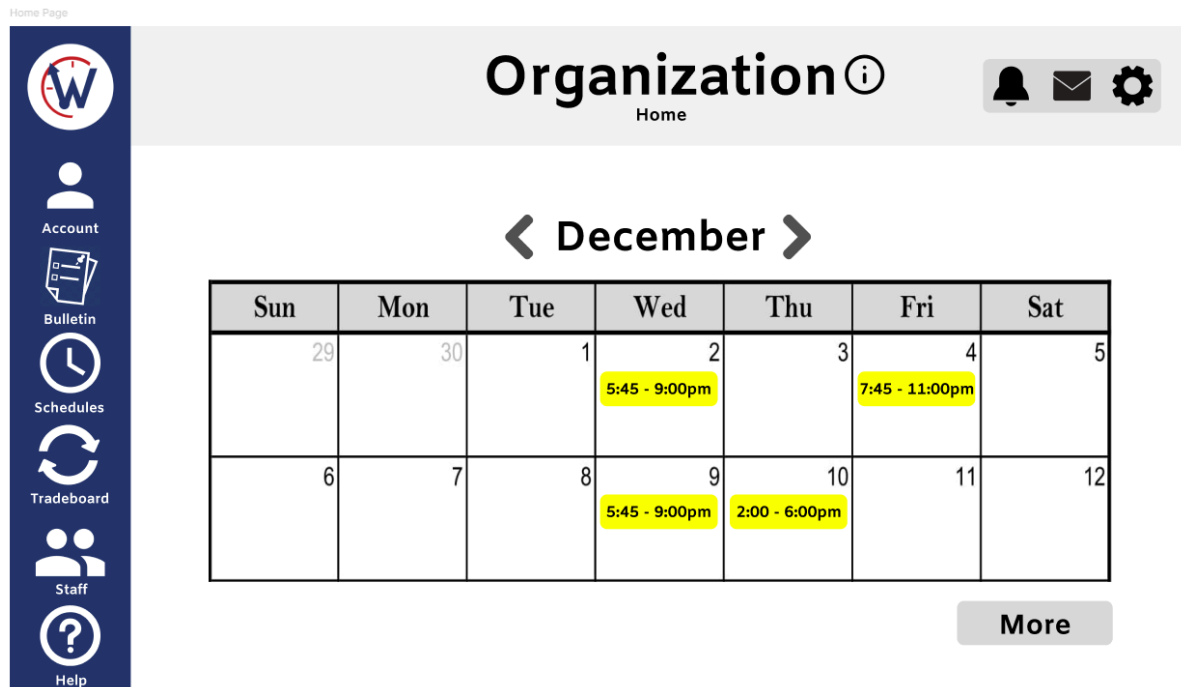 Home Page
W
Organization i
Home
Account
Bulletin
Schedules
Tradeboard
Staff
?
Help
December
Sun Mon Tue Wed Thu Fri Sat
29 30 1 2 3 4 5
5:45 - 9:00pm 7:45 - 11:00pm
6 7 8 9 10 11 12
5:45 - 9:00pm 2:00 - 6:00pm
More